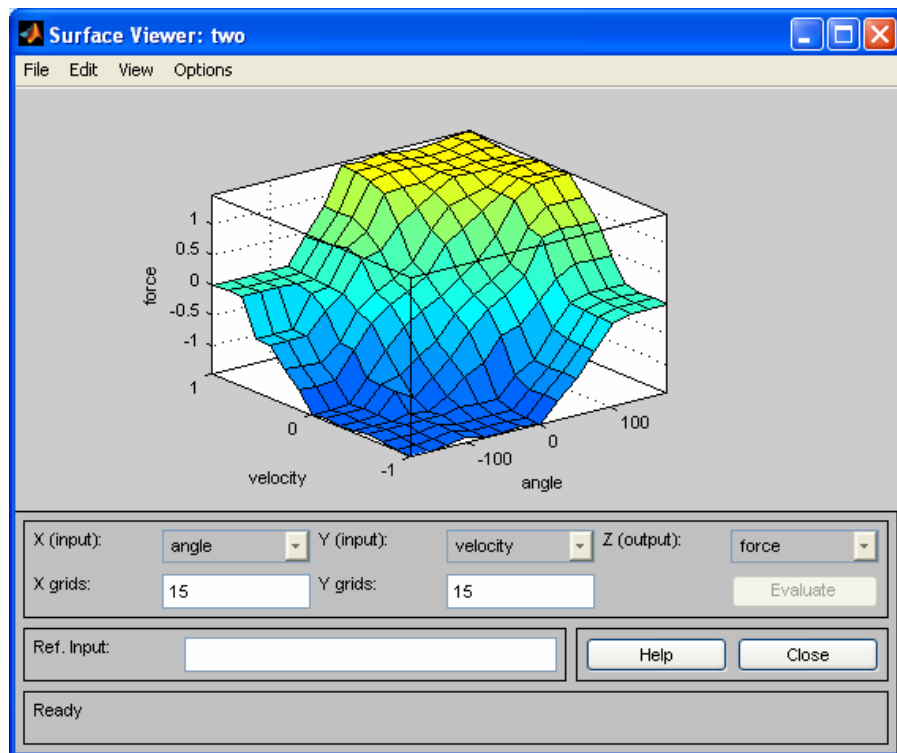 Surface Viewer: two
File Edit View Options
1
0.5
0
-0.5
-1
force
1
0
-1
velocity
-100
0
100
angle
X (input): angle Y (input): velocity Z (output): force
X grids: 15 Y grids: 15 Evaluate
Ref. Input: Help Close
Ready